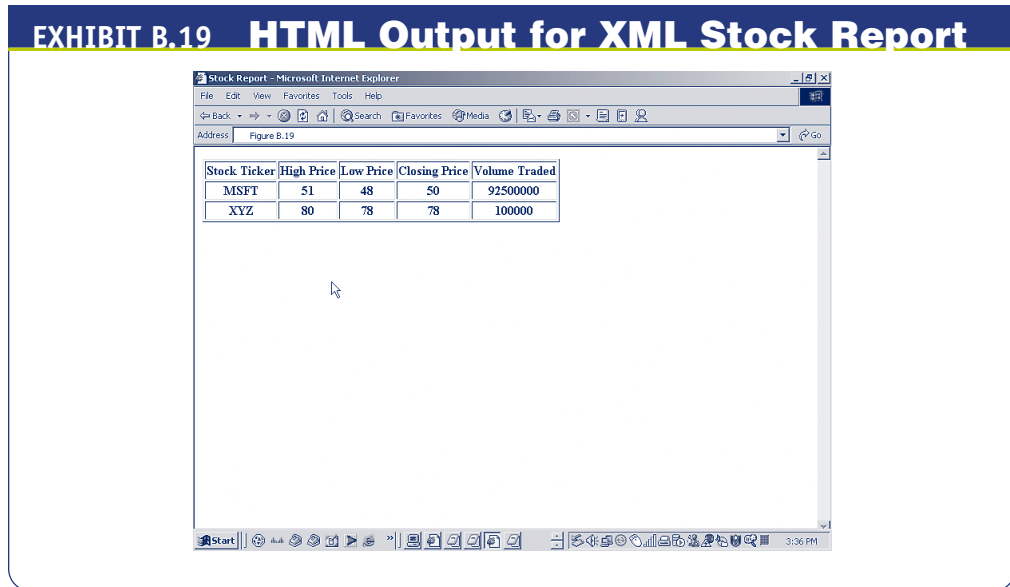 EXHIBIT B.19 HTML Output for XML Stock Report
Stock Report - Microsoft Internet Explorer
File Edit View Favorites Tools Help
Back Search Favorites Media
Address Figure B.19 Go
Stock Ticker High Price Low Price Closing Price Volume Traded
MSFT 51 48 50 92500000
XYZ 80 78 78 100000
Start 3:36 PM